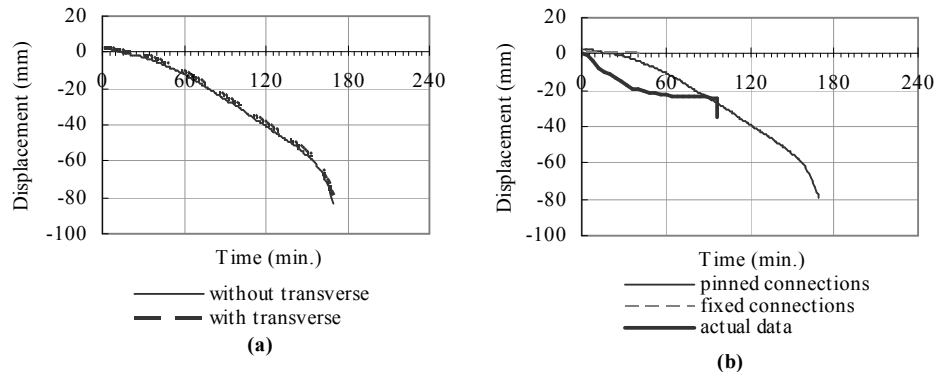 20
0
-20
-40
-60
-80
-100
0 60 120 180 240
Displacement (mm)
Time (min.)
without transverse
with transverse
(a)
20
0
-20
-40
-60
-80
-100
0 60 120 180 240
Displacement (mm)
Time (min.)
pinned connections
fixed connections
actual data
(b)